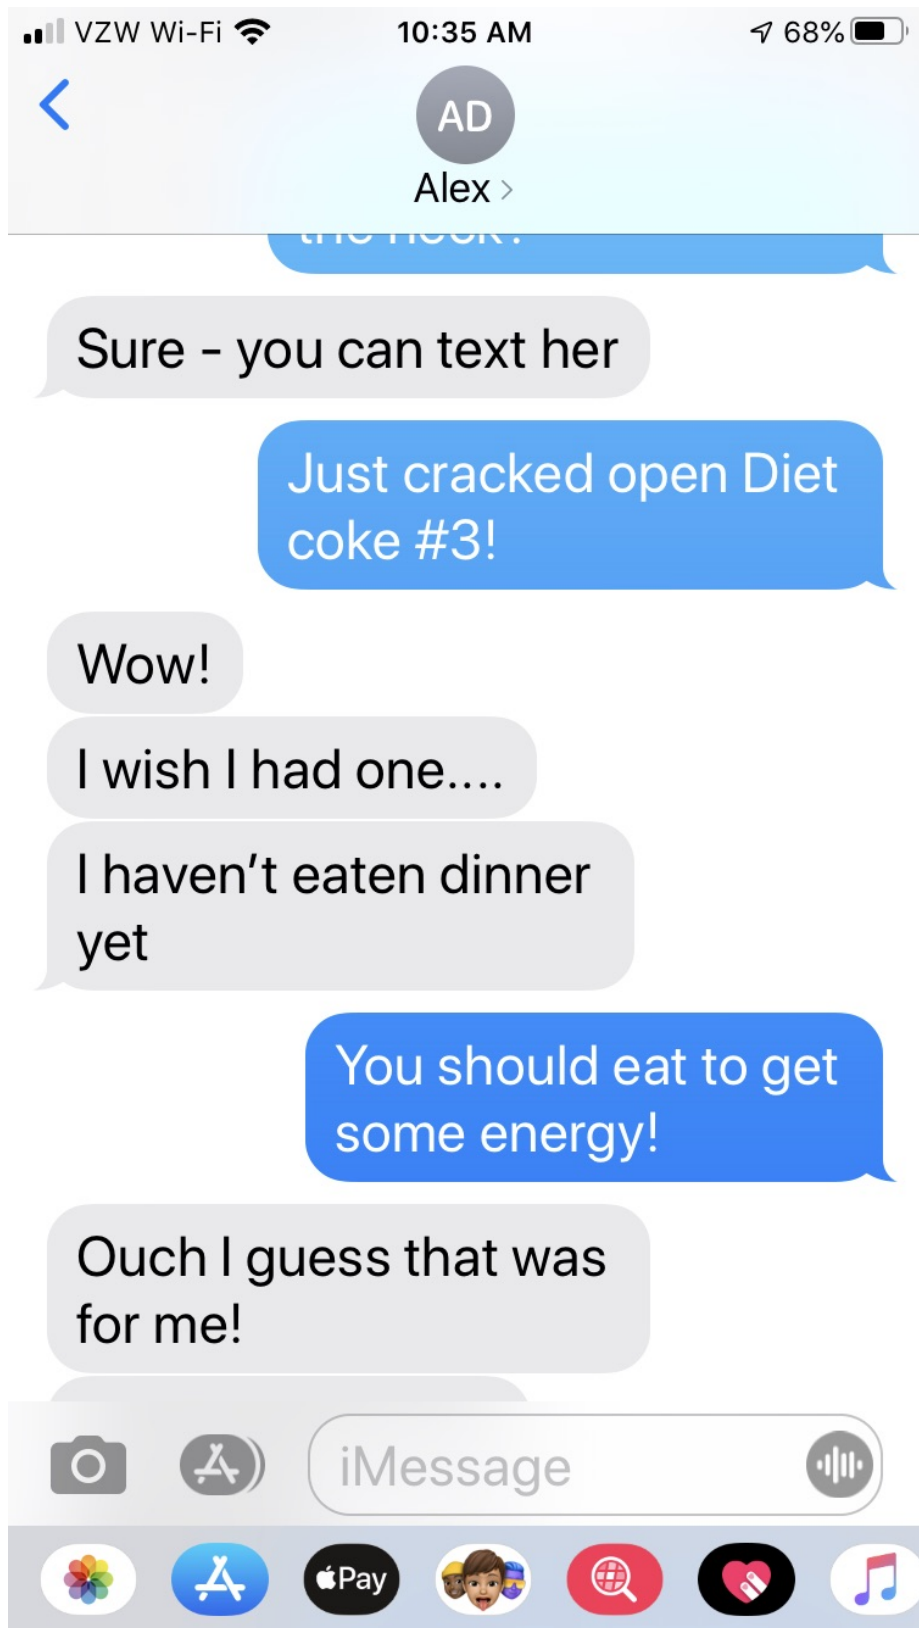 VZW Wi-Fi 10:35 AM 68%
AD
Alex
Sure - you can text her
Just cracked open Diet
coke #3!
Wow!
I wish I had one....
I haven't eaten dinner
yet
You should eat to get
some energy!
Ouch I guess that was
for me!
iMessage
Pay